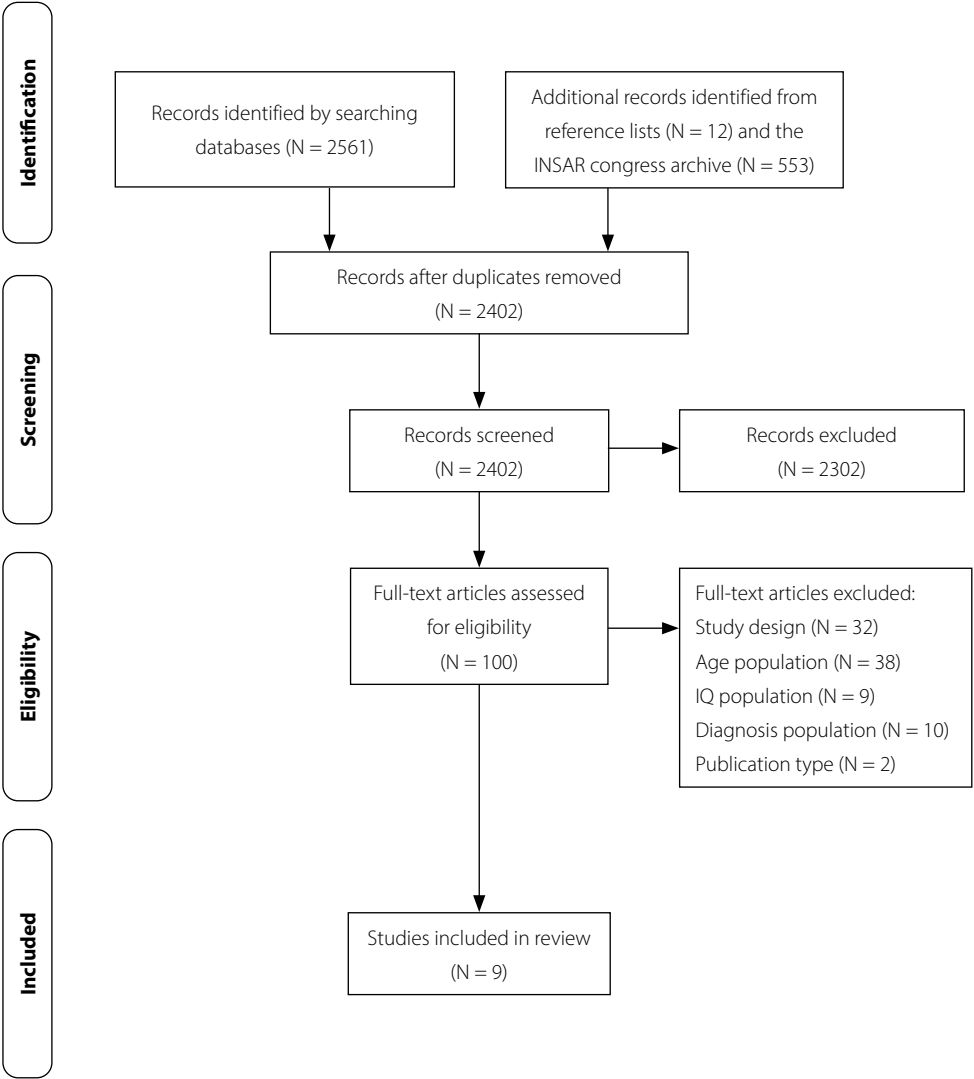 Identification
Records identified by searching
databases (N = 2561)
Additional records identified from
reference lists (N = 12) and the
INSAR congress archive (N = 553)
Records after duplicates removed
(N = 2402)
Screening
Records screened
(N = 2402)
Records excluded
(N = 2302)
Eligibility
Full-text articles assessed
for eligibility
(N = 100)
Full-text articles excluded:
Study design (N = 32)
Age population (N = 38)
IQ population (N = 9)
Diagnosis population (N = 10)
Publication type (N = 2)
Included
Studies included in review
(N = 9)